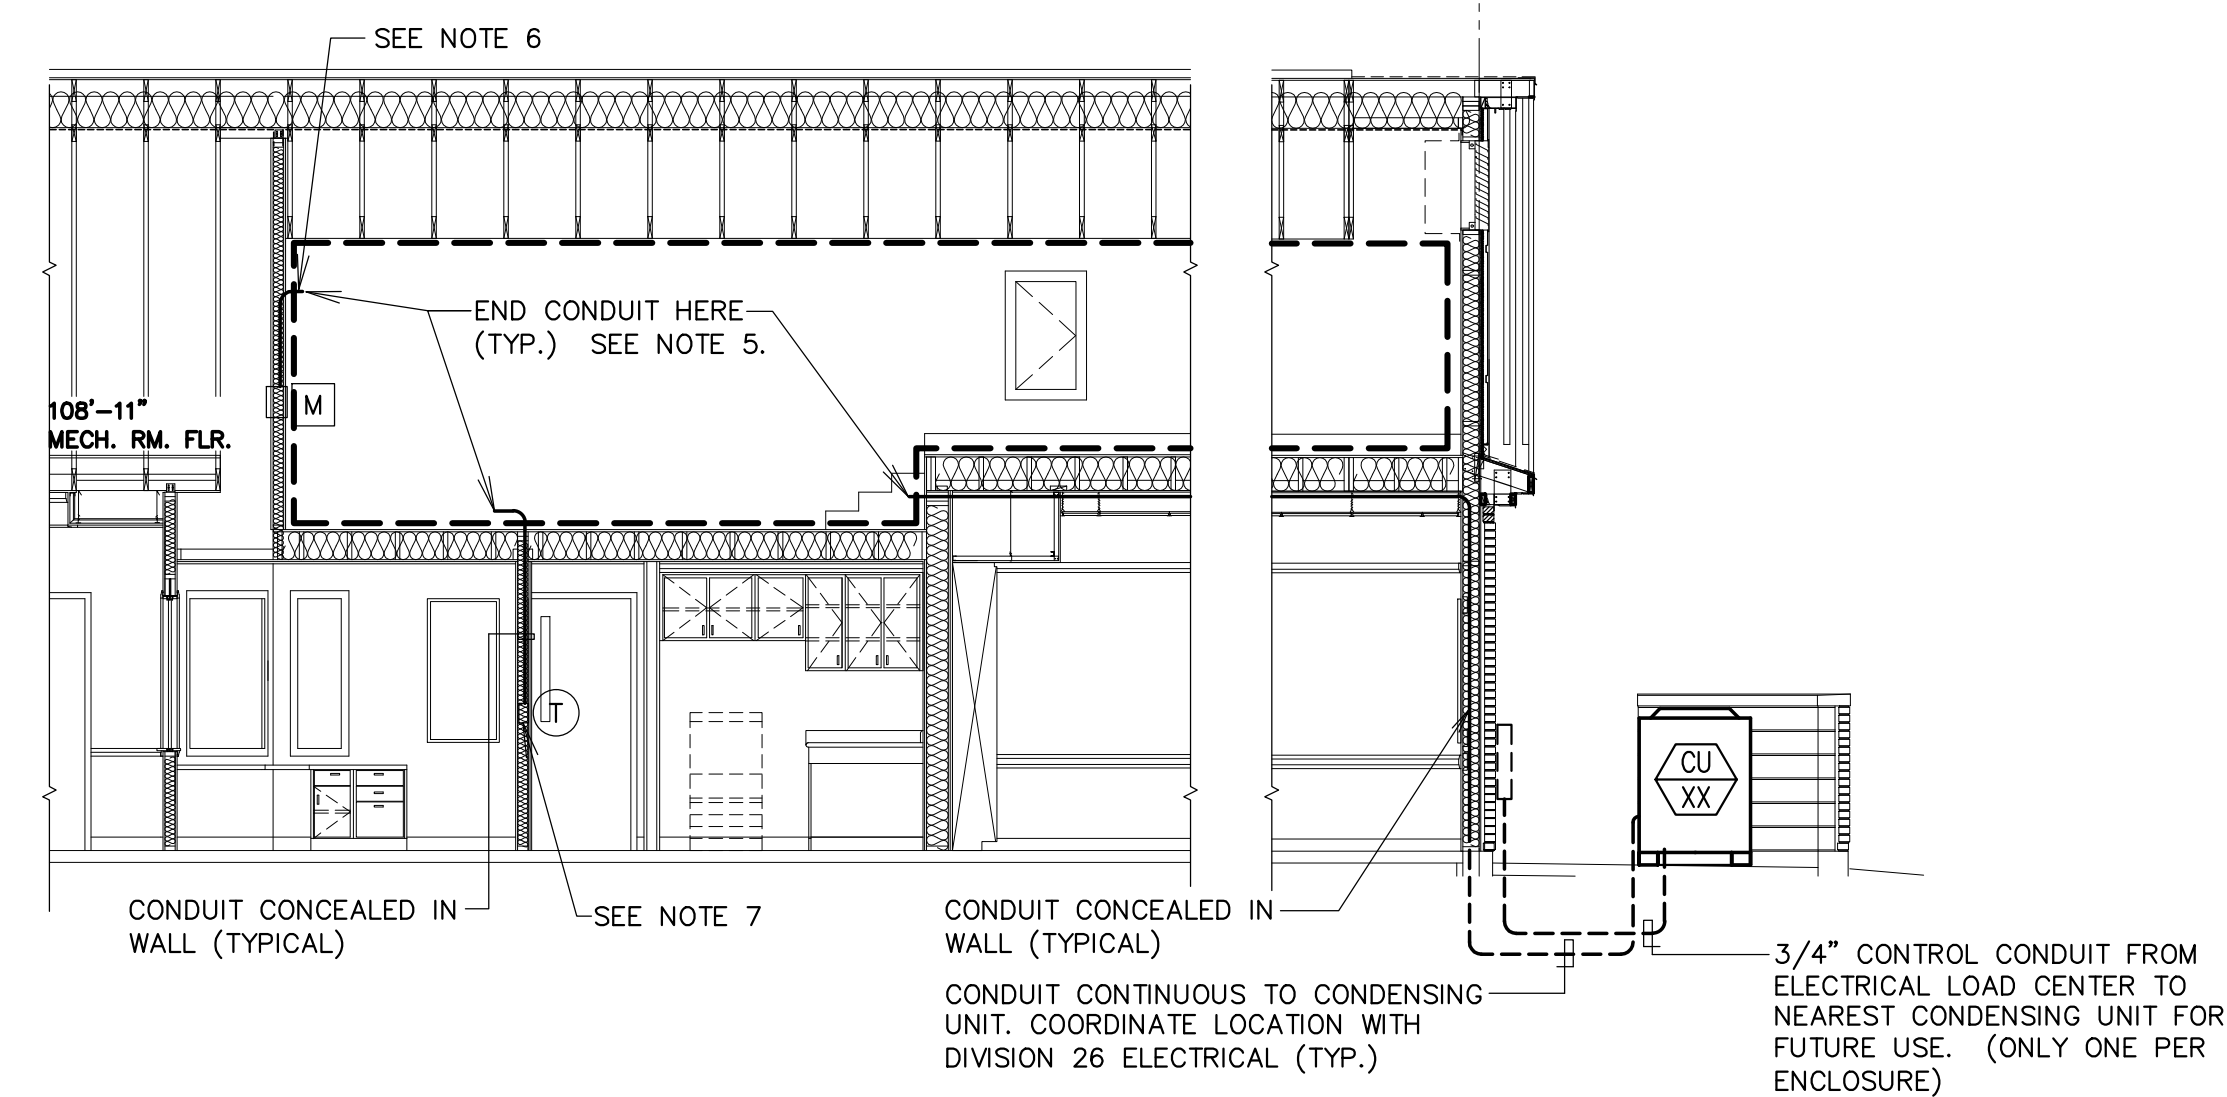 SEE NOTE 6
END CONDUIT HERE
(TYP.) SEE NOTE 5.
M
108'-11"
MECH. RM. FLR.
T
CU
XX
CONDUIT CONCEALED IN
WALL (TYPICAL)
SEE NOTE 7
CONDUIT CONCEALED IN
WALL (TYPICAL)
CONDUIT CONTINUOUS TO CONDENSING
UNIT. COORDINATE LOCATION WITH
DIVISION 26 ELECTRICAL (TYP.)
3/4" CONTROL CONDUIT FROM
ELECTRICAL LOAD CENTER TO
NEAREST CONDENSING UNIT FOR
FUTURE USE. (ONLY ONE PER
ENCLOSURE)